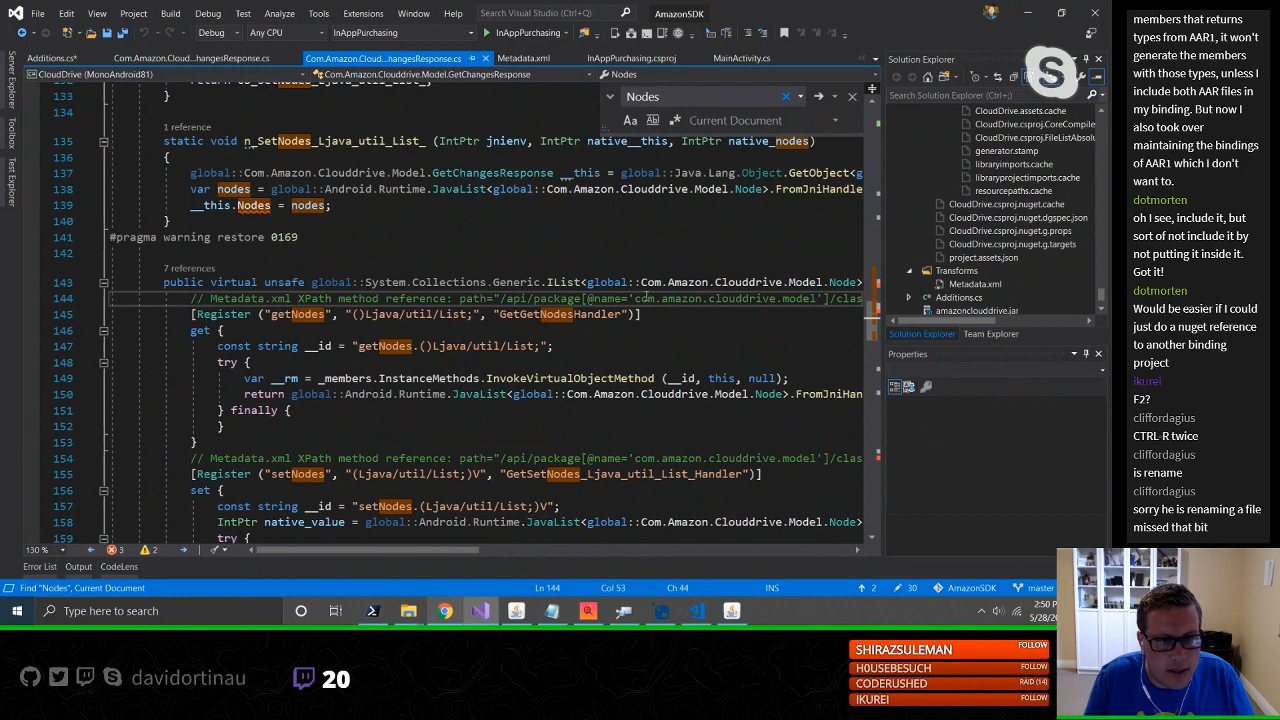 File Edit View Project Build Debug Test Analyze Tools Extensions Window Help Search Visual Studio (Ctrl+Q) AmazonSDK
Debug Any CPU InAppPurchasing InAppPurchasing
Additions.cs* Com.Amazon.Cloud...hangesResponse.cs Com.Amazon.Cloud...hangesResponse.cs Metadata.xml InAppPurchasing.csproj MainActivity.cs
CloudDrive (MonoAndroid81) Com.Amazon.Clouddrive.Model.GetChangesResponse Nodes
Server Explorer Toolbox Test Explorer
Nodes
Aa Current Document
133 }
134
1 reference
135 static void n_SetNodes_Ljava_util_List_ (IntPtr jnienv, IntPtr native__this, IntPtr native_nodes)
136 {
137 global::Com.Amazon.Clouddrive.Model.GetChangesResponse __this = global::Java.Lang.Object.GetObject<g
138 var nodes = global::Android.Runtime.JavaList<global::Com.Amazon.Clouddrive.Model.Node>.FromJniHandle
139 __this.Nodes = nodes;
140 }
141 #pragma warning restore 0169
142
7 references
143 public virtual unsafe global::System.Collections.Generic.IList<global::Com.Amazon.Clouddrive.Model.Node>
144 // Metadata.xml XPath method reference: path="/api/package[@name='com.amazon.clouddrive.model']/clas
145 [Register ("getNodes", "()Ljava/util/List;", "GetGetNodesHandler")]
146 get {
147 const string __id = "getNodes.()Ljava/util/List;";
148 try {
149 var __rm = _members.InstanceMethods.InvokeVirtualObjectMethod (__id, this, null);
150 return global::Android.Runtime.JavaList<global::Com.Amazon.Clouddrive.Model.Node>.FromJniHan
151 } finally {
152 }
153 }
154 // Metadata.xml XPath method reference: path="/api/package[@name='com.amazon.clouddrive.model']/clas
155 [Register ("setNodes", "(Ljava/util/List;)V", "GetSetNodes_Ljava_util_List_Handler")]
156 set {
157 const string __id = "setNodes.(Ljava/util/List;)V";
158 IntPtr native_value = global::Android.Runtime.JavaList<global::Com.Amazon.Clouddrive.Model.Node>
159 try {
130 % 3 2
Error List Output CodeLens
Find "Nodes", Current Document Ln 144 Col 53 Ch 44 INS 2 30 AmazonSDK master
Solution Explorer
Search Solution Explorer (Ctrl+;)
CloudDrive.assets.cache
CloudDrive.csproj.CoreCompile
CloudDrive.csproj.FileListAbsolu
generator.stamp
libraryimports.cache
libraryprojectimports.cache
resourcepaths.cache
CloudDrive.csproj.nuget.cache
CloudDrive.csproj.nuget.dgspec.json
CloudDrive.csproj.nuget.g.props
CloudDrive.csproj.nuget.g.targets
project.assets.json
Transforms
Metadata.xml
Additions.cs
amazonclouddrive.jar
Solution Explorer Team Explorer
Properties
Type here to search
2:50 PM
5/28/20
members that returns
types from AAR1, it won't
generate the members
with those types, unless I
include both AAR files in
my binding. But now I
also took over
maintaining the bindings
of AAR1 which I don't
want to.
dotmorten
oh I see, include it, but
sort of not include it by
not putting it inside it.
Got it!
dotmorten
Would be easier if I could
just do a nuget reference
to another binding
project
ikurei
F2?
cliffordagius
CTRL-R twice
cliffordagius
is rename
cliffordagius
sorry he is renaming a file
missed that bit
davidortinau 20
SHIRAZSULEMAN FOLLOW
H0USEBESUCH FOLLOW
CODERUSHED RAID (14)
IKUREI FOLLOW